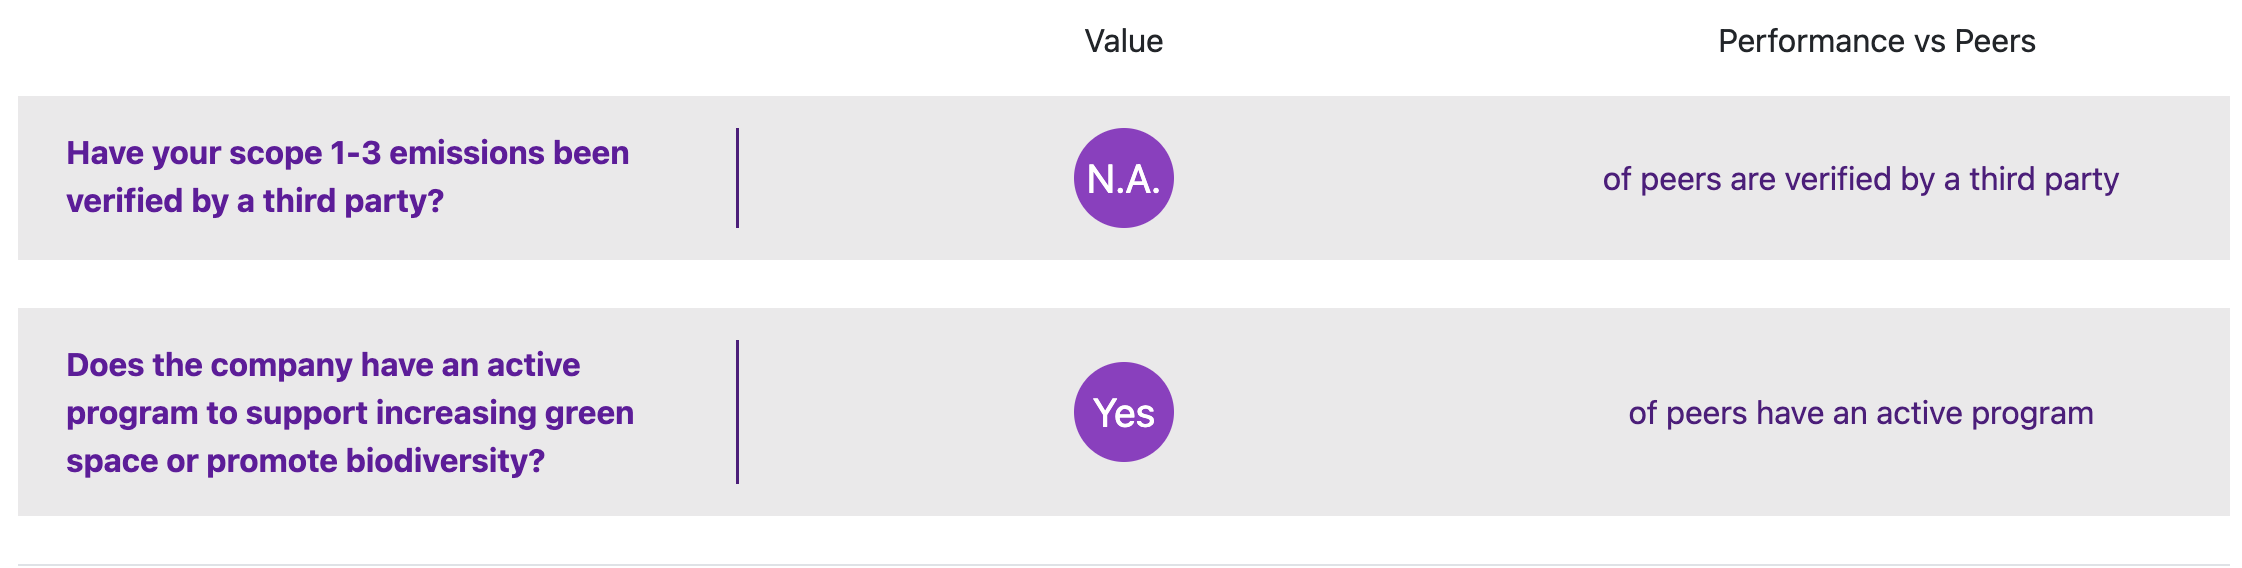 Value
Performance vs Peers
Have your scope 1-3 emissions been
verified by a third party?
N.A.
of peers are verified by a third party
Does the company have an active
program to support increasing green
space or promote biodiversity?
Yes
of peers have an active program